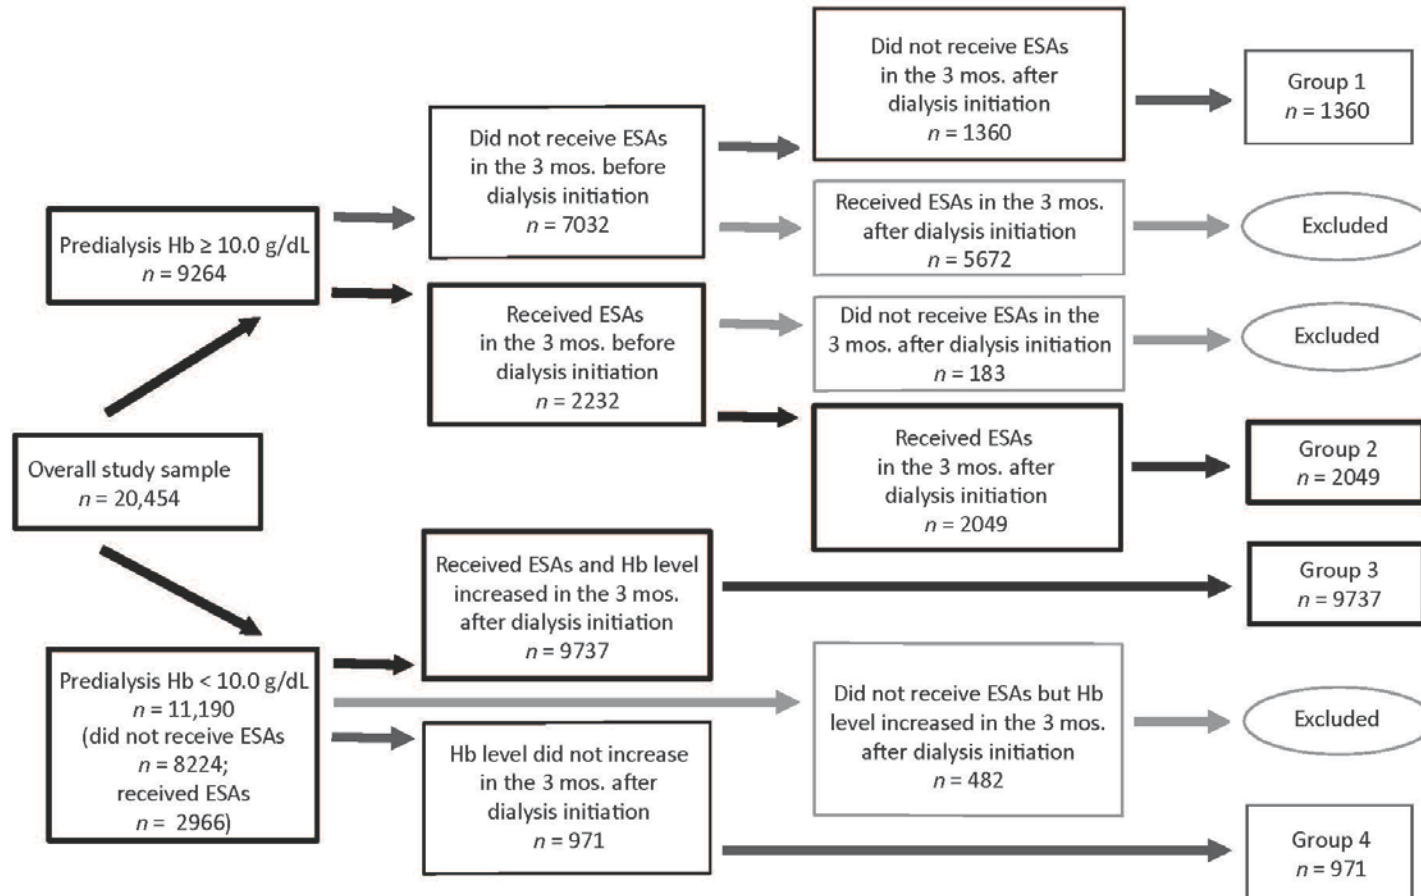 Overall study sample
n = 20,454
Predialysis Hb ≥ 10.0 g/dL
n = 9264
Did not receive ESAs
in the 3 mos. before
dialysis initiation
n = 7032
Did not receive ESAs
in the 3 mos. after
dialysis initiation
n = 1360
Group 1
n = 1360
Received ESAs in the 3 mos.
after dialysis initiation
n = 5672
Excluded
Received ESAs
in the 3 mos. before
dialysis initiation
n = 2232
Did not receive ESAs in the
3 mos. after dialysis initiation
n = 183
Excluded
Received ESAs
in the 3 mos. after
dialysis initiation
n = 2049
Group 2
n = 2049
Predialysis Hb < 10.0 g/dL
n = 11,190
(did not receive ESAs
n = 8224;
received ESAs
n = 2966)
Received ESAs and Hb level
increased in the 3 mos.
after dialysis initiation
n = 9737
Group 3
n = 9737
Did not receive ESAs but Hb
level increased in the 3 mos.
after dialysis initiation
n = 482
Excluded
Hb level did not increase
in the 3 mos. after
dialysis initiation
n = 971
Group 4
n = 971